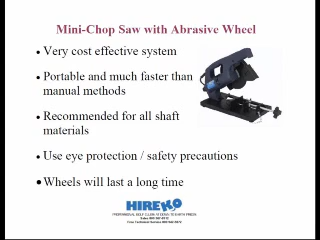 Mini-Chop Saw with Abrasive Wheel
• Very cost effective system
• Portable and much faster than
manual methods
• Recommended for all shaft
materials
• Use eye protection / safety precautions
• Wheels will last a long time
HIREKO